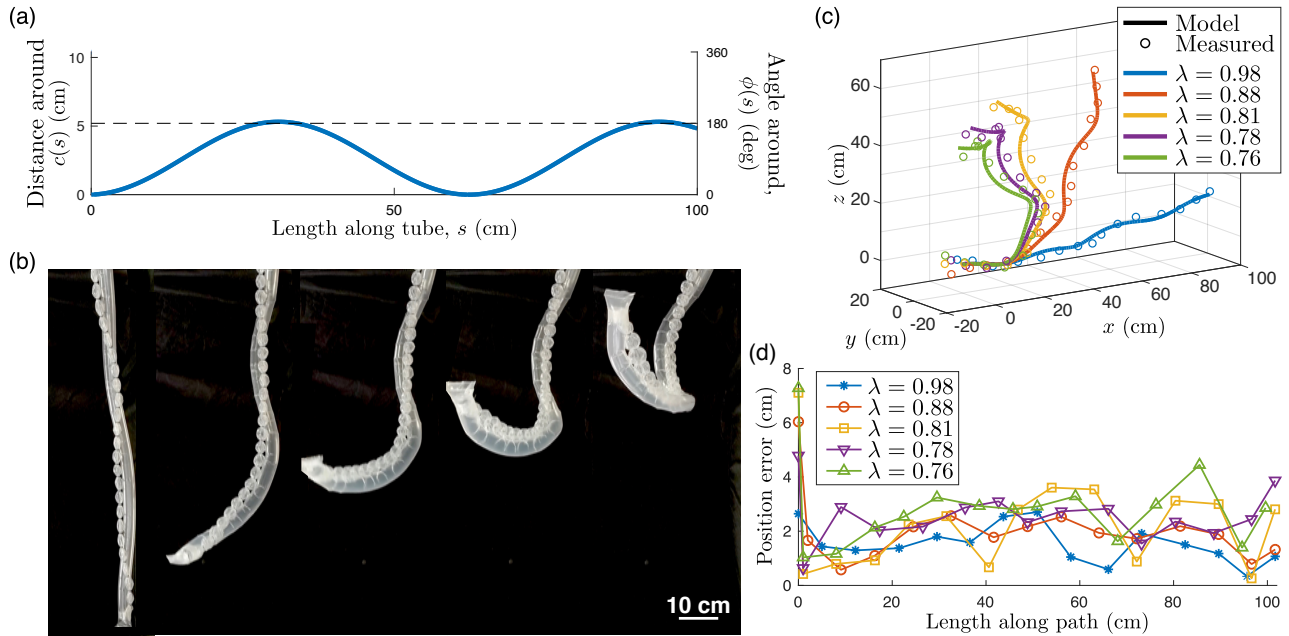 (a)
Distance around
c(s) (cm)
10
5
0
360
180
0
Angle around,
ϕ(s) (deg)
0
50
100
Length along tube, s (cm)
(b)
10 cm
(c)
Model
Measured
λ = 0.98
λ = 0.88
λ = 0.81
λ = 0.78
λ = 0.76
z (cm)
60
40
20
0
20
0
-20
y (cm)
-20
0
20
40
60
80
100
x (cm)
(d)
Position error (cm)
8
6
4
2
0
λ = 0.98
λ = 0.88
λ = 0.81
λ = 0.78
λ = 0.76
0
20
40
60
80
100
Length along path (cm)